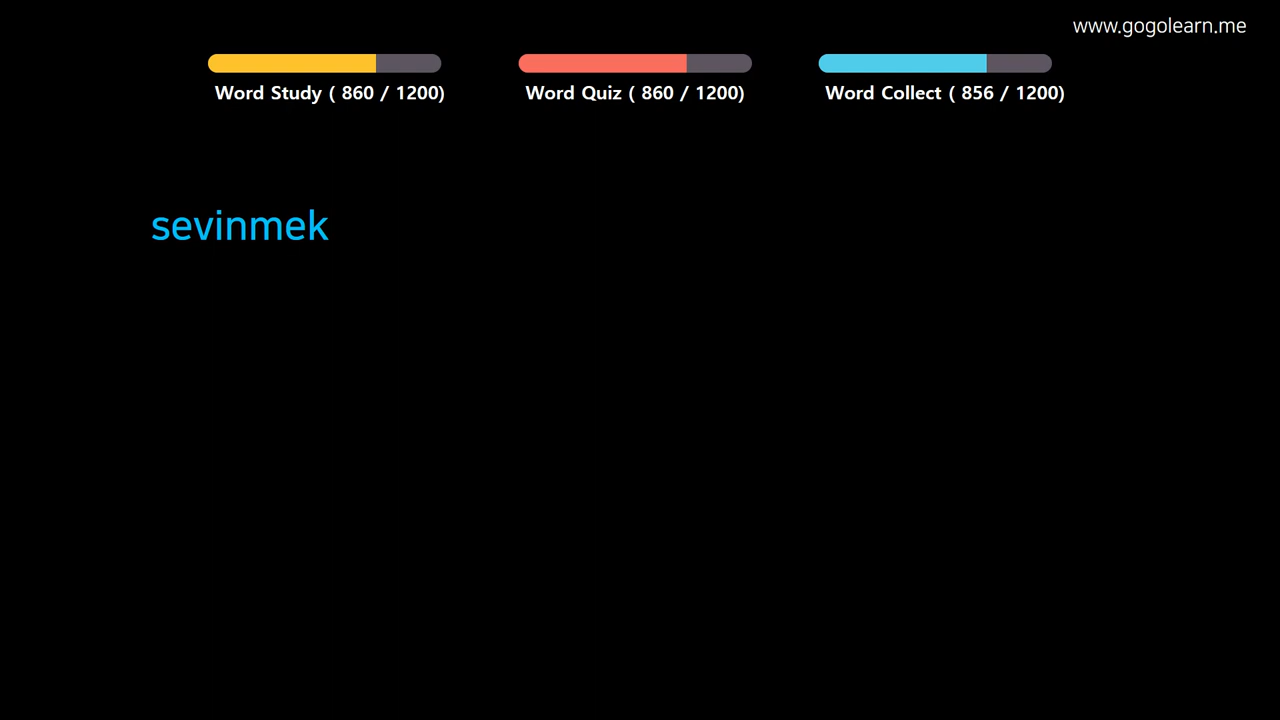 www.gogolearn.me
Word Study ( 860 / 1200)
Word Quiz ( 860 / 1200)
Word Collect ( 856 / 1200)
sevinmek